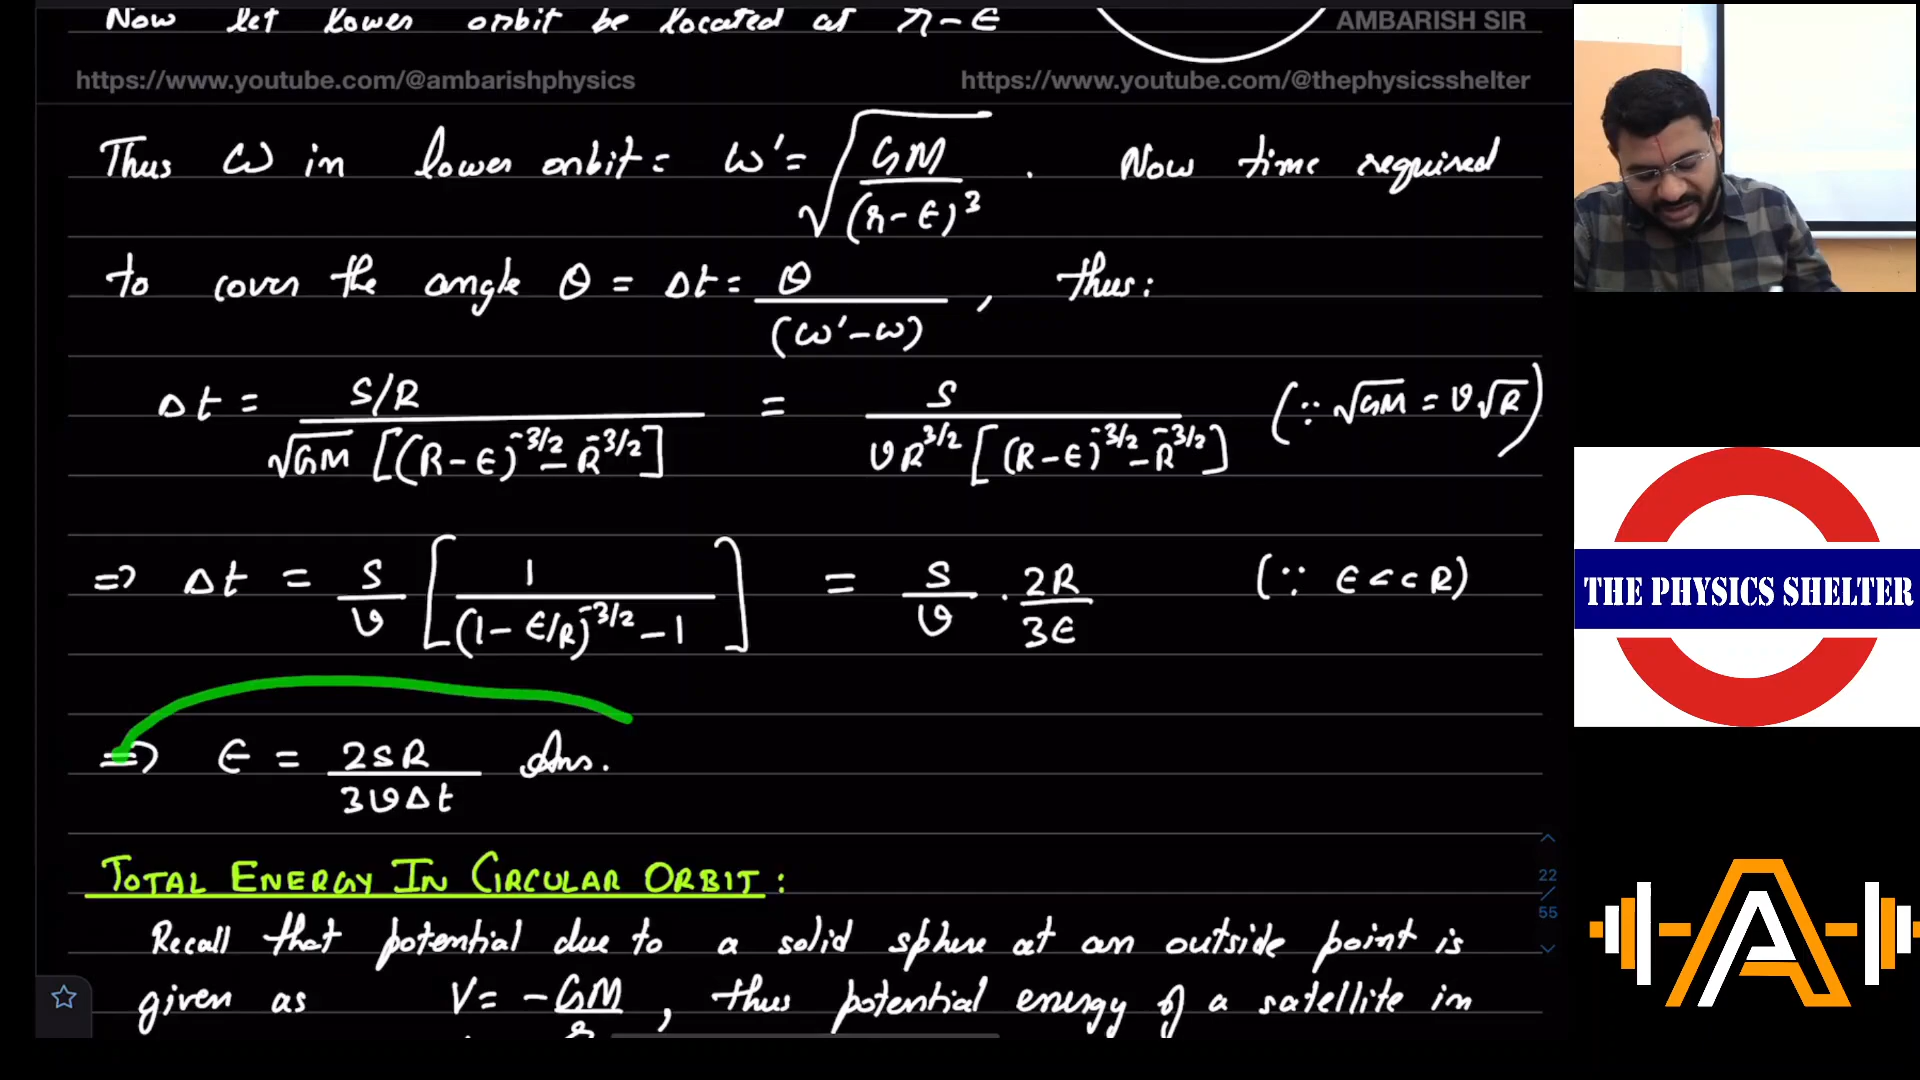 Now let lower orbit be located at r-ϵ
AMBARISH SIR
https://www.youtube.com/@ambarishphysics
https://www.youtube.com/@thephysicsshelter
Thus ω in lower orbit = ω' = √(GM/(r-ϵ)³) . Now time required
to cover the angle θ = Δt = θ/(ω'-ω) , thus:
Δt = (S/R)/(√GM [(R-ϵ)^(-3/2) - R^(-3/2)]) = S/(vR^(3/2) [(R-ϵ)^(-3/2) - R^(-3/2)]) (∵ √GM = v√R)
⇒ Δt = S/v [1/((1-ϵ/R)^(-3/2) - 1)] = S/v . 2R/3ϵ (∵ ϵ<<R)
THE PHYSICS SHELTER
⇒ ϵ = 2SR/3vΔt Ans.
TOTAL ENERGY IN CIRCULAR ORBIT :
22
/
55
Recall that potential due to a solid sphere at an outside point is
given as V = -GM/r , thus potential energy of a satellite in